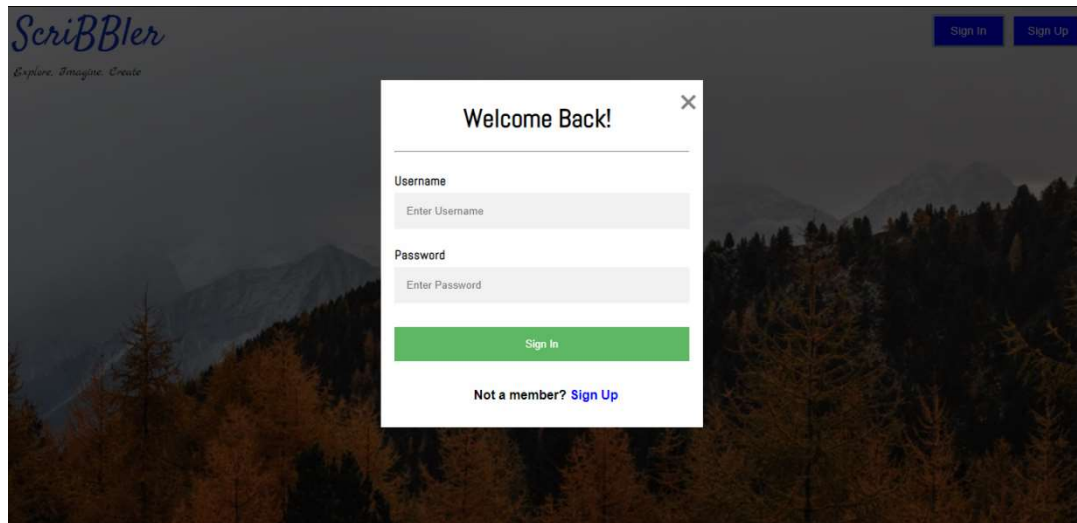 ScriBBler
Sign In
Sign Up
Explore. Imagine. Create
Welcome Back!
×
Username
Enter Username
Password
Enter Password
Sign In
Not a member? Sign Up